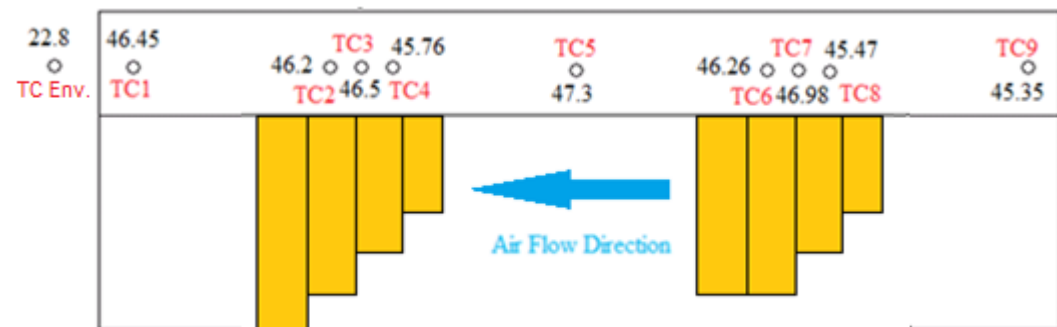 22.8
TC Env.
46.45
TC1
46.2
TC2
TC3
46.5
45.76
TC4
TC5
47.3
46.26
TC6
TC7
46.98
45.47
TC8
TC9
45.35
Air Flow Direction